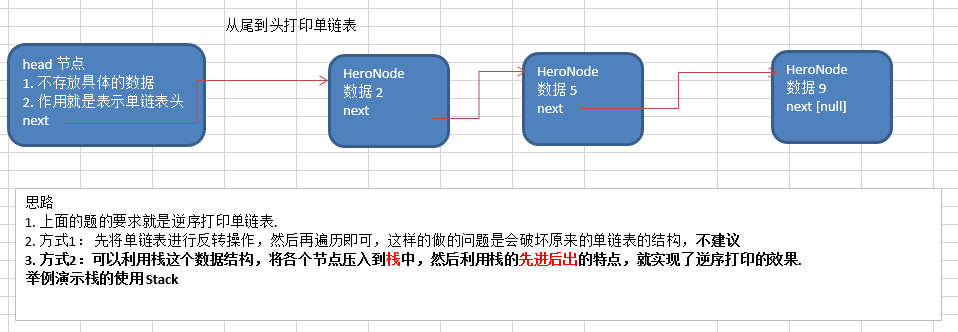 从尾到头打印单链表
head 节点
1. 不存放具体的数据
2. 作用就是表示单链表头
next
HeroNode
数据 2
next
HeroNode
数据 5
next
HeroNode
数据 9
next [null]
思路
1. 上面的题的要求就是逆序打印单链表.
2. 方式1： 先将单链表进行反转操作，然后再遍历即可，这样的做的问题是会破坏原来的单链表的结构，不建议
3. 方式2：可以利用栈这个数据结构，将各个节点压入到栈中，然后利用栈的先进后出的特点，就实现了逆序打印的效果.
举例演示栈的使用 Stack